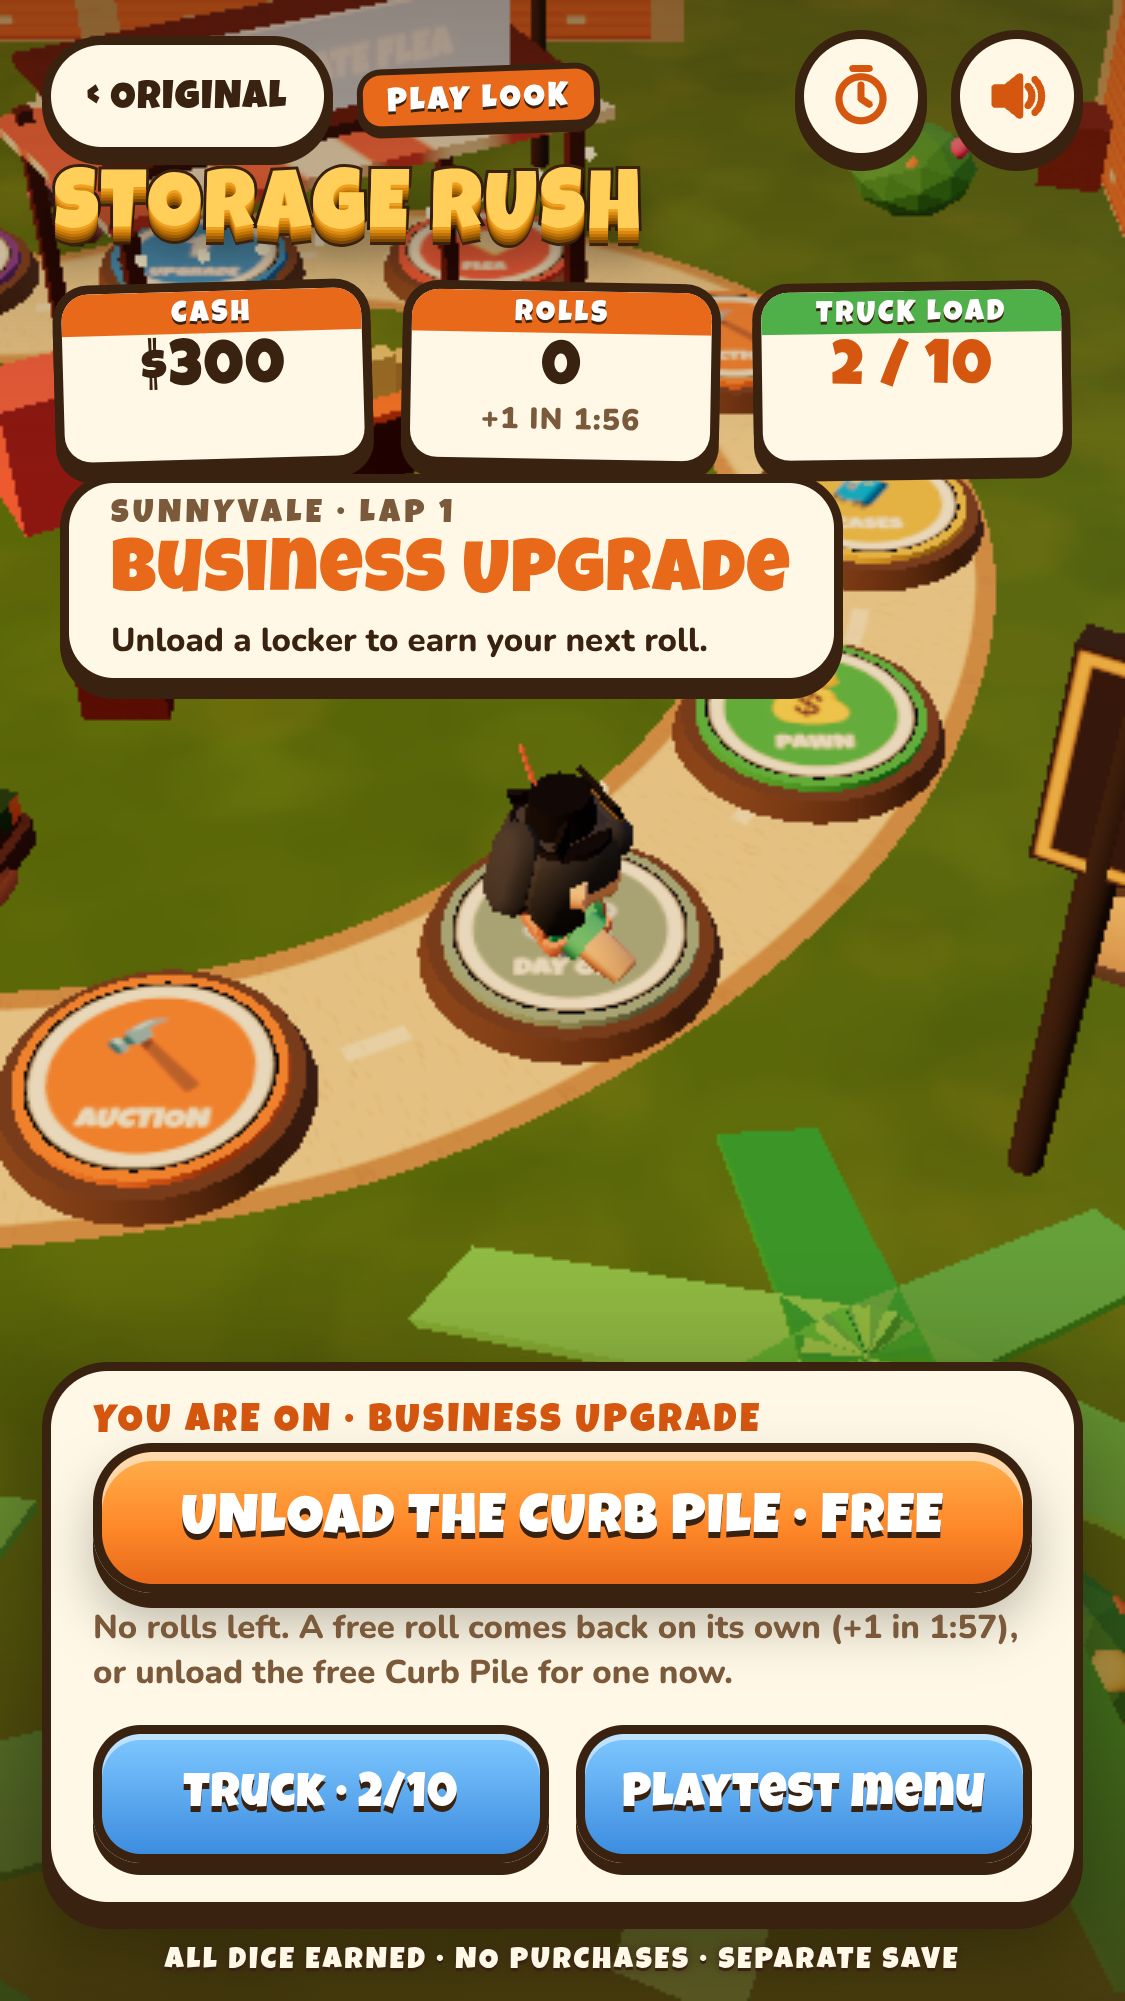 ‹ ORIGINAL
PLAY LOOK
STORAGE RUSH
UPGRADE
FLEA
CASH
$300
ROLLS
0
+1 IN 1:56
TRUCK LOAD
2 / 10
SUNNYVALE · LAP 1
BUSINESS UPGRADE
Unload a locker to earn your next roll.
PAWN
DAY
AUCTION
YOU ARE ON · BUSINESS UPGRADE
UNLOAD THE CURB PILE · FREE
No rolls left. A free roll comes back on its own (+1 in 1:57),
or unload the free Curb Pile for one now.
TRUCK · 2/10
PLAYTEST MENU
ALL DICE EARNED · NO PURCHASES · SEPARATE SAVE